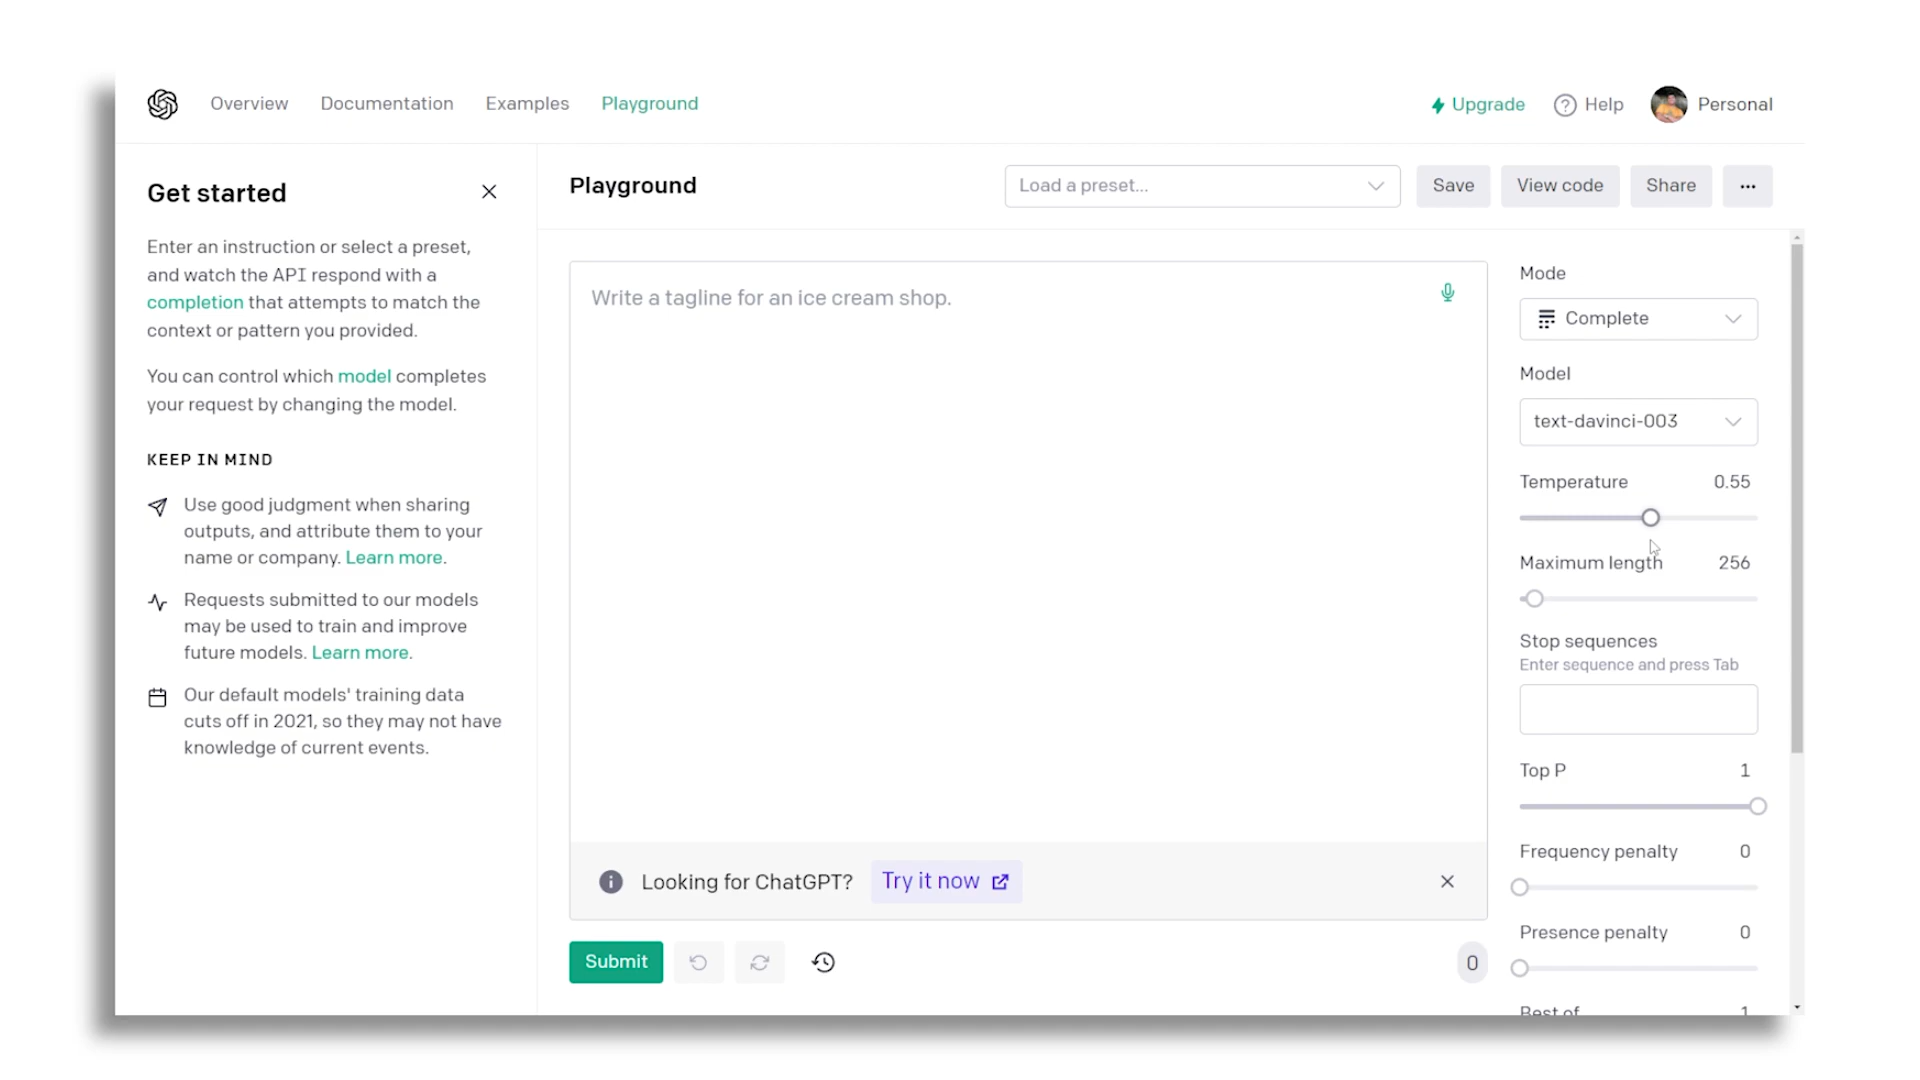 Overview Documentation Examples Playground Upgrade Help Personal
Get started
Enter an instruction or select a preset,
and watch the API respond with a
completion that attempts to match the
context or pattern you provided.
You can control which model completes
your request by changing the model.
KEEP IN MIND
Use good judgment when sharing
outputs, and attribute them to your
name or company. Learn more.
Requests submitted to our models
may be used to train and improve
future models. Learn more.
Our default models' training data
cuts off in 2021, so they may not have
knowledge of current events.
Playground Load a preset... Save View code Share ...
Write a tagline for an ice cream shop.
Looking for ChatGPT? Try it now
Submit 0
Mode
Complete
Model
text-davinci-003
Temperature 0.55
Maximum length 256
Stop sequences
Enter sequence and press Tab
Top P 1
Frequency penalty 0
Presence penalty 0
Best of 1